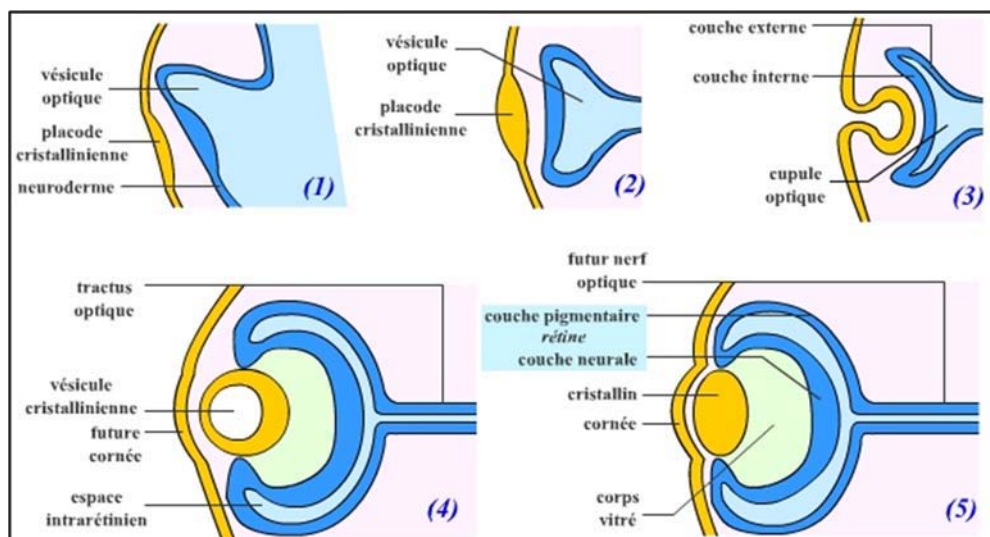 vésicule
optique
placode
cristallinienne
neuroderme
(1)
vésicule
optique
placode
cristallinienne
(2)
couche externe
couche interne
cupule
optique
(3)
tractus
optique
vésicule
cristallinienne
future
cornée
espace
intrarétinien
(4)
futur nerf
optique
couche pigmentaire
rétine
couche neurale
cristallin
cornée
corps
vitré
(5)